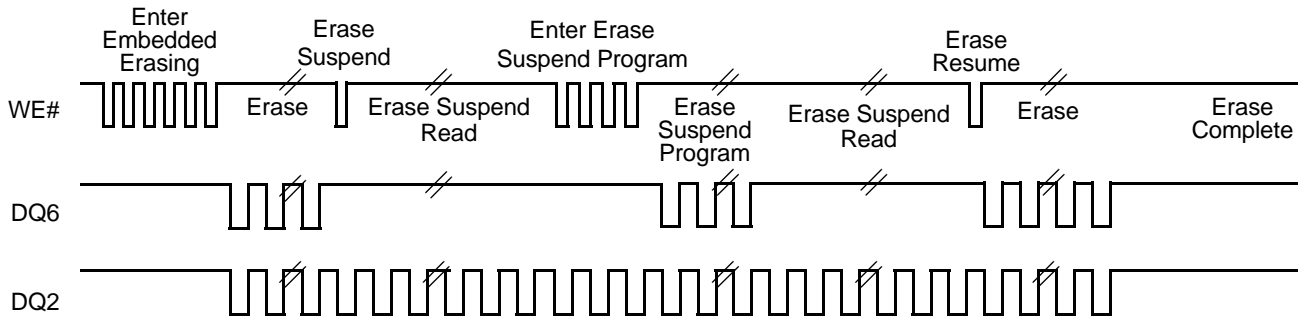 Enter
Embedded
Erasing
Erase
Suspend
Enter Erase
Suspend Program
Erase
Resume
WE#
Erase
Erase Suspend
Read
Erase
Suspend
Program
Erase Suspend
Read
Erase
Erase
Complete
DQ6
DQ2